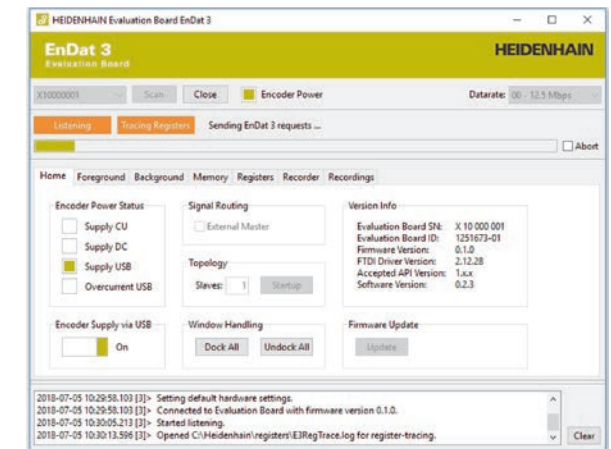 HEIDENHAIN Evaluation Board EnDat 3
EnDat 3
Evaluation Board
HEIDENHAIN
X10000001 Scan Close Encoder Power Datarate: 00 - 12.5 Mbps
Listening Tracing Registers Sending EnDat 3 requests ...
Abort
Home Foreground Background Memory Registers Recorder Recordings
Encoder Power Status
Supply CU
Supply DC
Supply USB
Overcurrent USB
Signal Routing
External Master
Topology
Slaves: 1 Startup
Version Info
Evaluation Board SN: X 10 000 001
Evaluation Board ID: 1251673-01
Firmware Version: 0.1.0
FTDI Driver Version: 2.12.28
Accepted API Version: 1.x.x
Software Version: 0.2.3
Encoder Supply via USB
On
Window Handling
Dock All Undock All
Firmware Update
Update
2018-07-05 10:29:58.103 [3]> Setting default hardware settings.
2018-07-05 10:29:58.103 [3]> Connected to Evaluation Board with firmware version 0.1.0.
2018-07-05 10:30:05.213 [3]> Started listening.
2018-07-05 10:30:13.596 [3]> Opened C:\Heidenhain\registers\E3RegTrace.log for register-tracing.
Clear